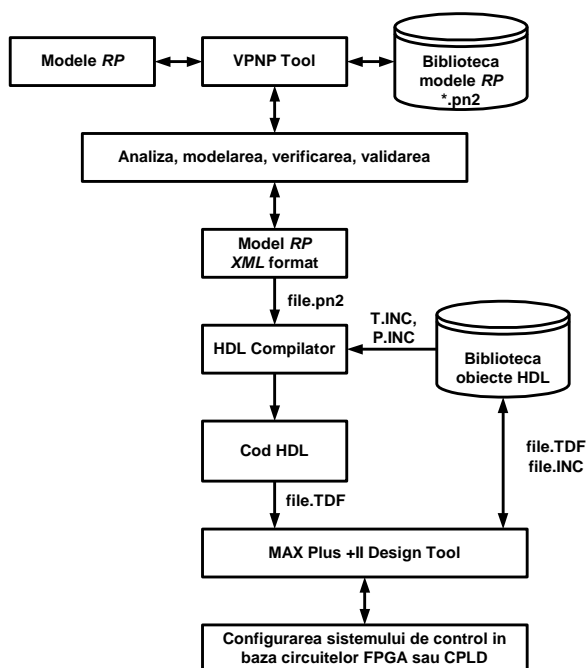 Modele RP
VPNP Tool
Biblioteca
modele RP
*.pn2
Analiza, modelarea, verificarea, validarea
Model RP
XML format
file.pn2
T.INC,
P.INC
HDL Compilator
Biblioteca
obiecte HDL
Cod HDL
file.TDF
file.INC
file.TDF
MAX Plus +II Design Tool
Configurarea sistemului de control in
baza circuitelor FPGA sau CPLD